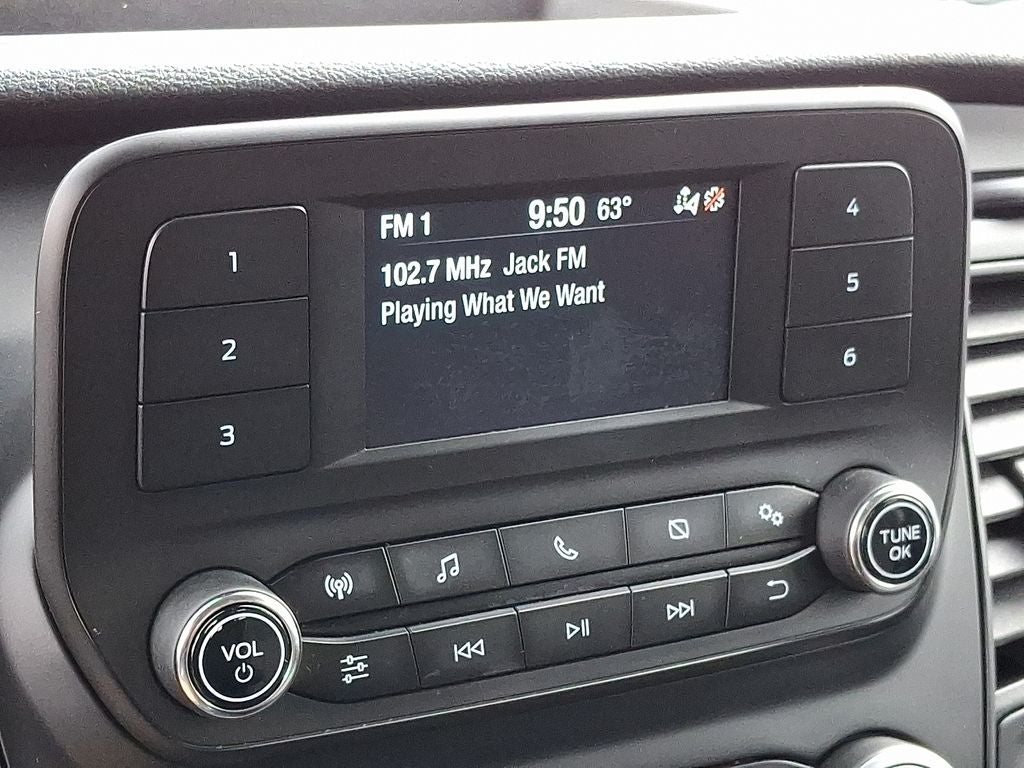 FM 1 9:50 63°
102.7 MHz Jack FM
Playing What We Want
1
2
3
4
5
6
VOL
TUNE
OK